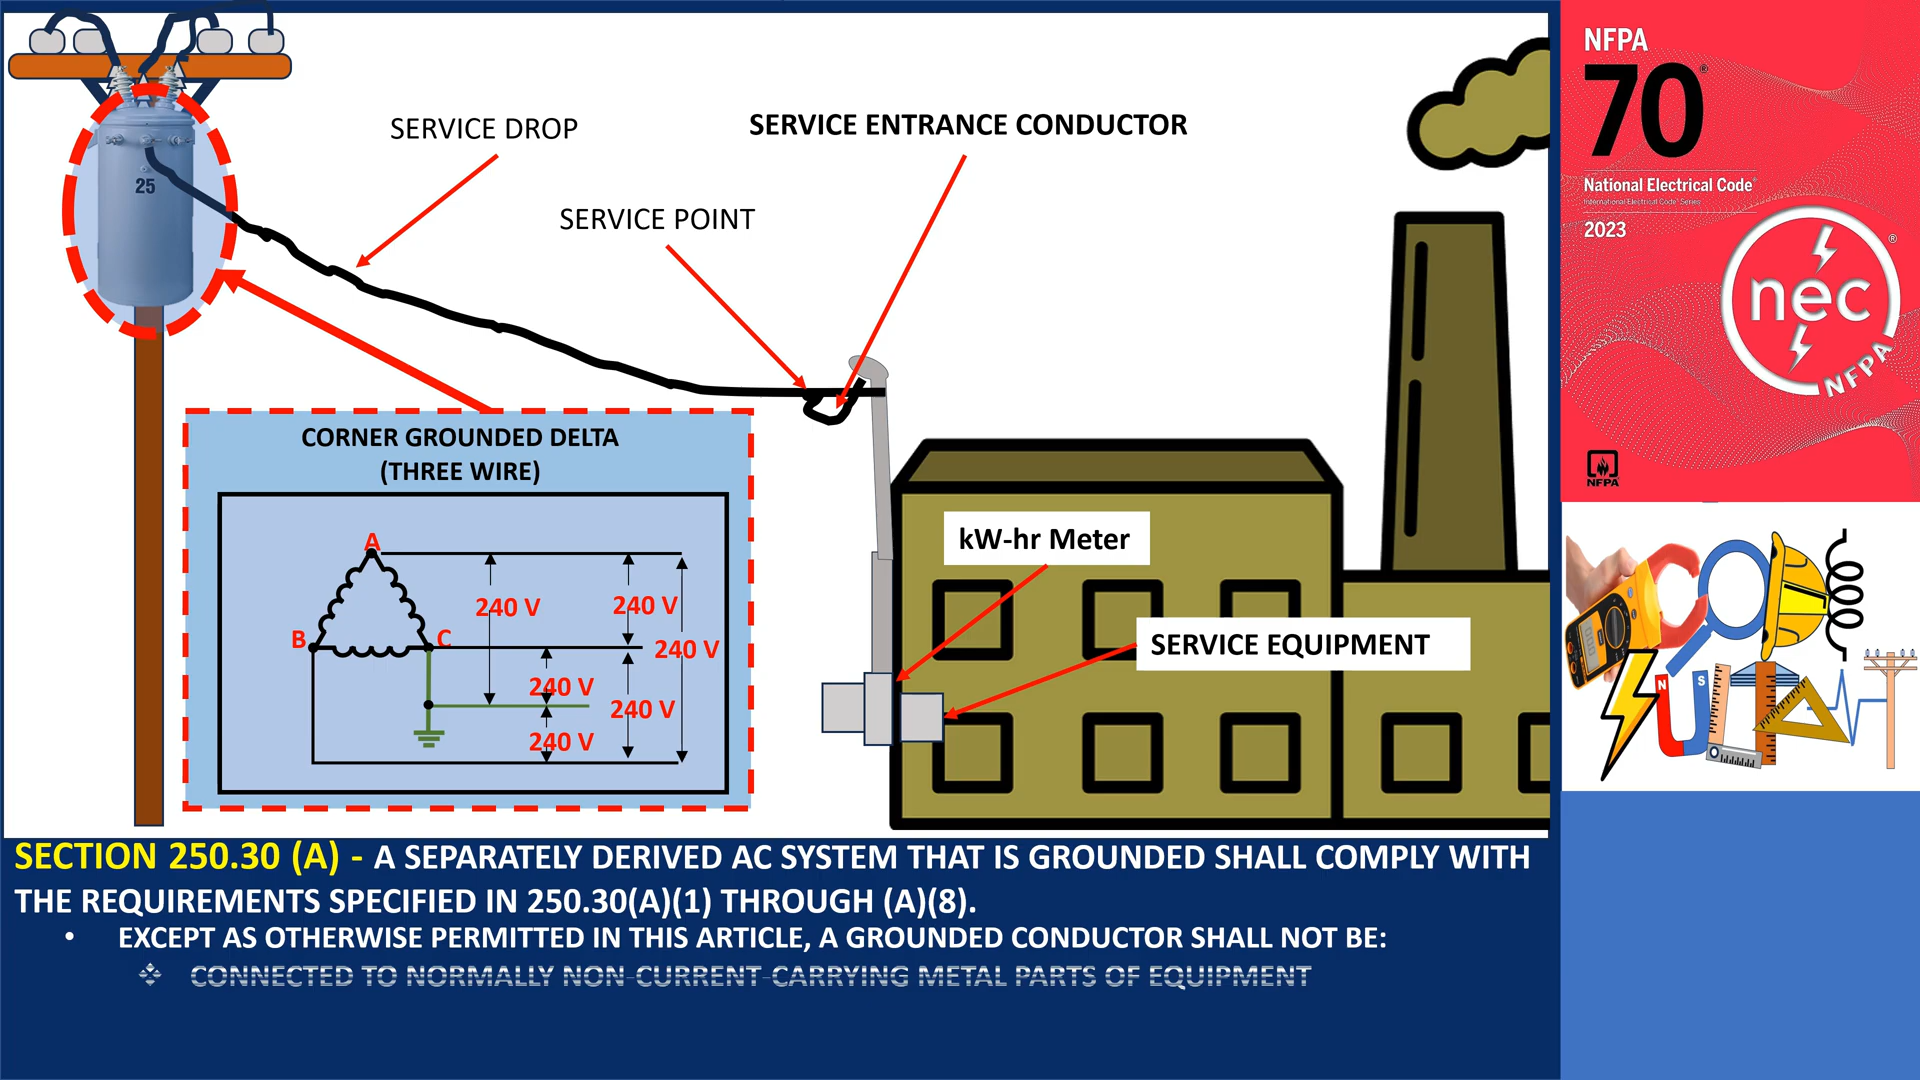 25
SERVICE DROP
SERVICE ENTRANCE CONDUCTOR
SERVICE POINT
CORNER GROUNDED DELTA
(THREE WIRE)
A
B
C
240 V
240 V
240 V
240 V
240 V
240 V
kW-hr Meter
SERVICE EQUIPMENT
SECTION 250.30 (A) - A SEPARATELY DERIVED AC SYSTEM THAT IS GROUNDED SHALL COMPLY WITH
THE REQUIREMENTS SPECIFIED IN 250.30(A)(1) THROUGH (A)(8).
• EXCEPT AS OTHERWISE PERMITTED IN THIS ARTICLE, A GROUNDED CONDUCTOR SHALL NOT BE:
❖ CONNECTED TO NORMALLY NON-CURRENT-CARRYING METAL PARTS OF EQUIPMENT
NFPA
70®
National Electrical Code®
International Electrical Code® Series
2023
nec®
NFPA
NFPA
N S